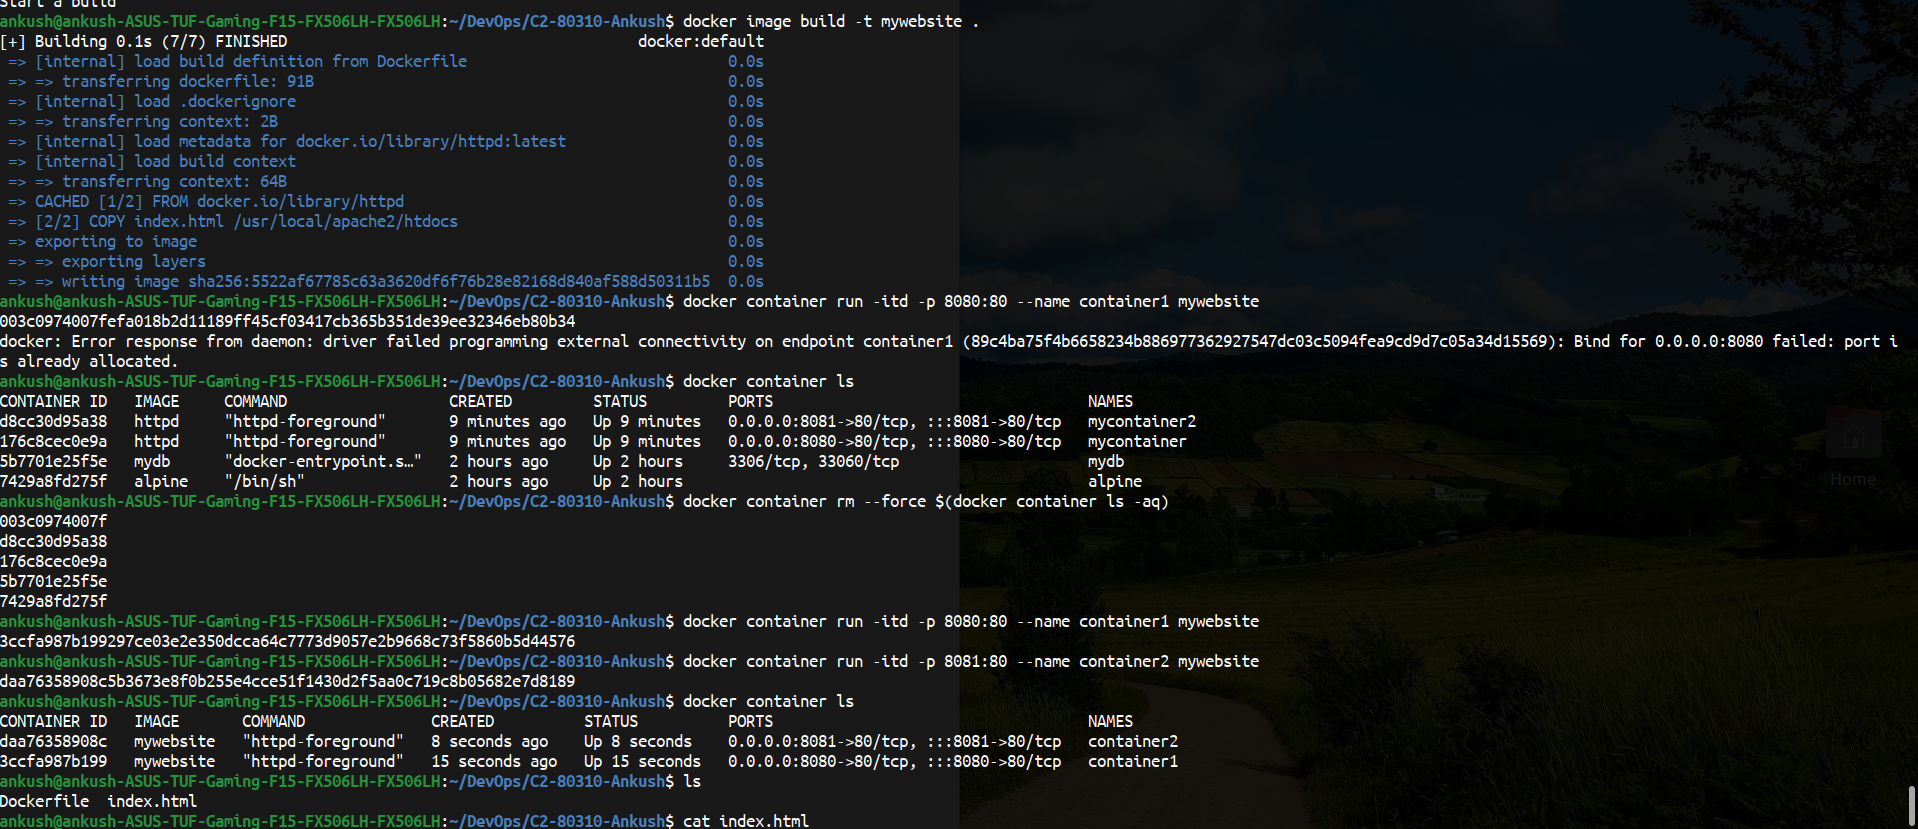 Start a build
ankush@ankush-ASUS-TUF-Gaming-F15-FX506LH-FX506LH:~/DevOps/C2-80310-Ankush$ docker image build -t mywebsite .
[+] Building 0.1s (7/7) FINISHED docker:default
=> [internal] load build definition from Dockerfile 0.0s
=> => transferring dockerfile: 91B 0.0s
=> [internal] load .dockerignore 0.0s
=> => transferring context: 2B 0.0s
=> [internal] load metadata for docker.io/library/httpd:latest 0.0s
=> [internal] load build context 0.0s
=> => transferring context: 64B 0.0s
=> CACHED [1/2] FROM docker.io/library/httpd 0.0s
=> [2/2] COPY index.html /usr/local/apache2/htdocs 0.0s
=> exporting to image 0.0s
=> => exporting layers 0.0s
=> => writing image sha256:5522af67785c63a3620df6f76b28e82168d840af588d50311b5 0.0s
ankush@ankush-ASUS-TUF-Gaming-F15-FX506LH-FX506LH:~/DevOps/C2-80310-Ankush$ docker container run -itd -p 8080:80 --name container1 mywebsite
003c0974007fefa018b2d11189ff45cf03417cb365b351de39ee32346eb80b34
docker: Error response from daemon: driver failed programming external connectivity on endpoint container1 (89c4ba75f4b6658234b886977362927547dc03c5094fea9cd9d7c05a34d15569): Bind for 0.0.0.0:8080 failed: port i
s already allocated.
ankush@ankush-ASUS-TUF-Gaming-F15-FX506LH-FX506LH:~/DevOps/C2-80310-Ankush$ docker container ls
CONTAINER ID IMAGE COMMAND CREATED STATUS PORTS NAMES
d8cc30d95a38 httpd "httpd-foreground" 9 minutes ago Up 9 minutes 0.0.0.0:8081->80/tcp, :::8081->80/tcp mycontainer2
176c8cec0e9a httpd "httpd-foreground" 9 minutes ago Up 9 minutes 0.0.0.0:8080->80/tcp, :::8080->80/tcp mycontainer
5b7701e25f5e mydb "docker-entrypoint.s…" 2 hours ago Up 2 hours 3306/tcp, 33060/tcp mydb
7429a8fd275f alpine "/bin/sh" 2 hours ago Up 2 hours alpine
Home
ankush@ankush-ASUS-TUF-Gaming-F15-FX506LH-FX506LH:~/DevOps/C2-80310-Ankush$ docker container rm --force $(docker container ls -aq)
003c0974007f
d8cc30d95a38
176c8cec0e9a
5b7701e25f5e
7429a8fd275f
ankush@ankush-ASUS-TUF-Gaming-F15-FX506LH-FX506LH:~/DevOps/C2-80310-Ankush$ docker container run -itd -p 8080:80 --name container1 mywebsite
3ccfa987b199297ce03e2e350dcca64c7773d9057e2b9668c73f5860b5d44576
ankush@ankush-ASUS-TUF-Gaming-F15-FX506LH-FX506LH:~/DevOps/C2-80310-Ankush$ docker container run -itd -p 8081:80 --name container2 mywebsite
daa76358908c5b3673e8f0b255e4cce51f1430d2f5aa0c719c8b05682e7d8189
ankush@ankush-ASUS-TUF-Gaming-F15-FX506LH-FX506LH:~/DevOps/C2-80310-Ankush$ docker container ls
CONTAINER ID IMAGE COMMAND CREATED STATUS PORTS NAMES
daa76358908c mywebsite "httpd-foreground" 8 seconds ago Up 8 seconds 0.0.0.0:8081->80/tcp, :::8081->80/tcp container2
3ccfa987b199 mywebsite "httpd-foreground" 15 seconds ago Up 15 seconds 0.0.0.0:8080->80/tcp, :::8080->80/tcp container1
ankush@ankush-ASUS-TUF-Gaming-F15-FX506LH-FX506LH:~/DevOps/C2-80310-Ankush$ ls
Dockerfile index.html
ankush@ankush-ASUS-TUF-Gaming-F15-FX506LH-FX506LH:~/DevOps/C2-80310-Ankush$ cat index.html